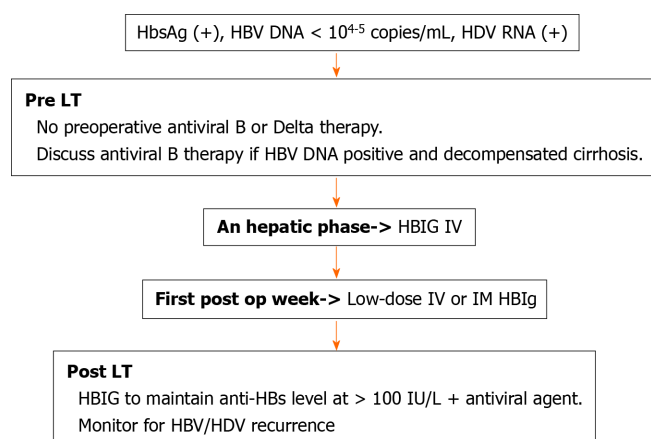 HbsAg (+), HBV DNA < 10⁴⁻⁵ copies/mL, HDV RNA (+)
Pre LT
No preoperative antiviral B or Delta therapy.
Discuss antiviral B therapy if HBV DNA positive and decompensated cirrhosis.
An hepatic phase-> HBIG IV
First post op week-> Low-dose IV or IM HBIg
Post LT
HBIG to maintain anti-HBs level at > 100 IU/L + antiviral agent.
Monitor for HBV/HDV recurrence